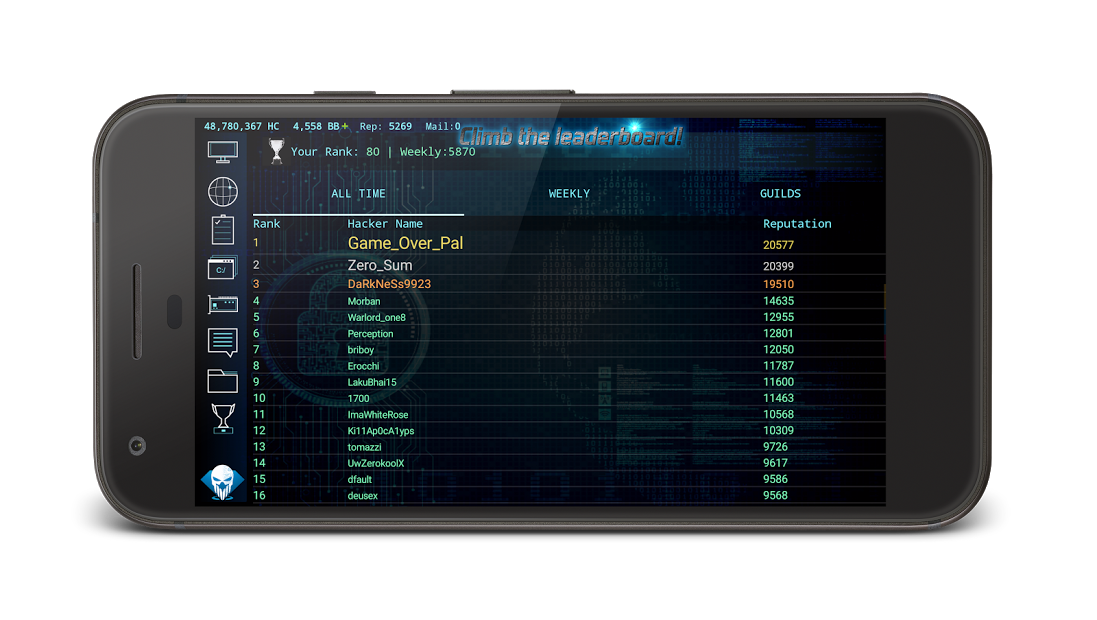 48,780,367 HC 4,558 BB+ Rep: 5269 Mail:0
Climb the leaderboard!
Your Rank: 80 | Weekly:5870
ALL TIME WEEKLY GUILDS
Rank Hacker Name Reputation
1 Game_Over_Pal 20577
2 Zero_Sum 20399
3 DaRkNeSs9923 19510
4 Morban 14635
5 Warlord_one8 12955
6 Perception 12801
7 briboy 12050
8 Erocchi 11787
9 LakuBhai15 11600
10 1700 11463
11 ImaWhiteRose 10568
12 Ki11Ap0cA1yps 10309
13 tomazzi 9726
14 UwZerokoolX 9617
15 dfault 9586
16 deusex 9568
C:/